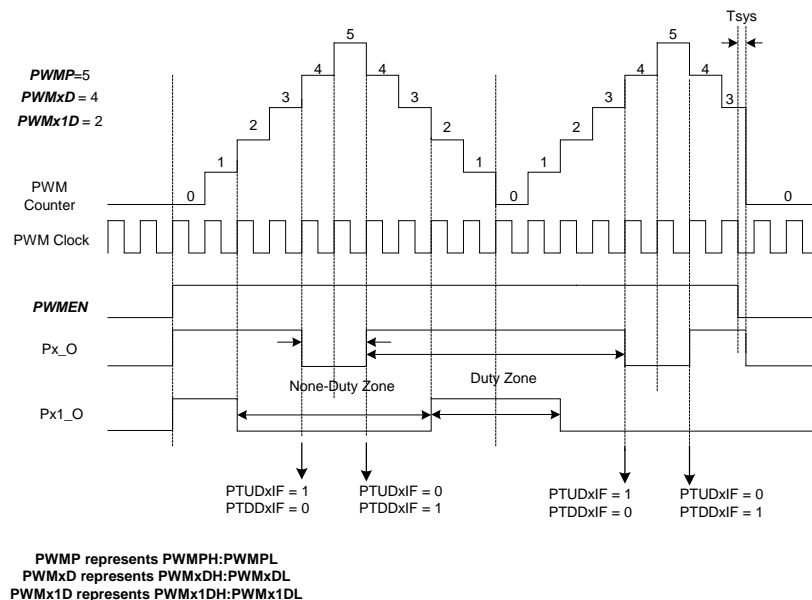 Tsys
5
5
PWMP=5
4
4
4
4
PWMxD = 4
3
3
3
3
PWMx1D = 2
2
2
2
1
1
1
PWM
Counter
0
0
0
PWM Clock
PWMEN
Px_O
None-Duty Zone
Duty Zone
Px1_O
PTUDxIF = 1
PTDDxIF = 0
PTUDxIF = 0
PTDDxIF = 1
PTUDxIF = 1
PTDDxIF = 0
PTUDxIF = 0
PTDDxIF = 1
PWMP represents PWMPH:PWMPL
PWMxD represents PWMxDH:PWMxDL
PWMx1D represents PWMx1DH:PWMx1DL